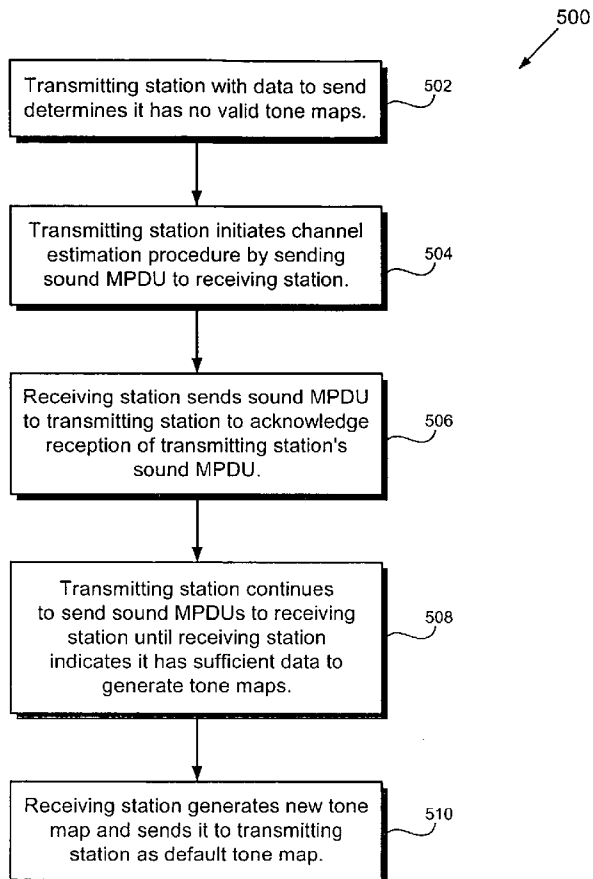 500
Transmitting station with data to send
determines it has no valid tone maps.
502
Transmitting station initiates channel
estimation procedure by sending
sound MPDU to receiving station.
504
Receiving station sends sound MPDU
to transmitting station to acknowledge
reception of transmitting station's
sound MPDU.
506
Transmitting station continues
to send sound MPDUs to receiving
station until receiving station
indicates it has sufficient data to
generate tone maps.
508
Receiving station generates new tone
map and sends it to transmitting
station as default tone map.
510